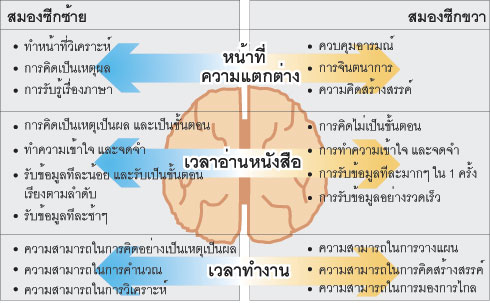 สมองซีกซ้าย
สมองซีกขวา
• ทำหน้าที่วิเคราะห์
• การคิดเป็นเหตุผล
• การรับรู้เรื่องภาษา
หน้าที่
ความแตกต่าง
• ควบคุมอารมณ์
• การจินตนาการ
• ความคิดสร้างสรรค์
• การคิดเป็นเหตุเป็นผล และเป็นขั้นตอน
• ทำความเข้าใจ และจดจำ
• รับข้อมูลทีละน้อย และรับเป็นขั้นตอน
เรียงตามลำดับ
• รับข้อมูลทีละช้าๆ
เวลาอ่านหนังสือ
• การคิดไม่เป็นขั้นตอน
• การทำความเข้าใจ และจดจำ
• การรับข้อมูลทีละมากๆ ใน 1 ครั้ง
• การรับข้อมูลอย่างรวดเร็ว
• ความสามารถในการคิดอย่างเป็นเหตุเป็นผล
• ความสามารถในการคำนวณ
• ความสามารถในการวิเคราะห์
เวลาทำงาน
• ความสามารถในการวางแผน
• ความสามารถในการคิดสร้างสรรค์
• ความสามารถในการมองการไกล